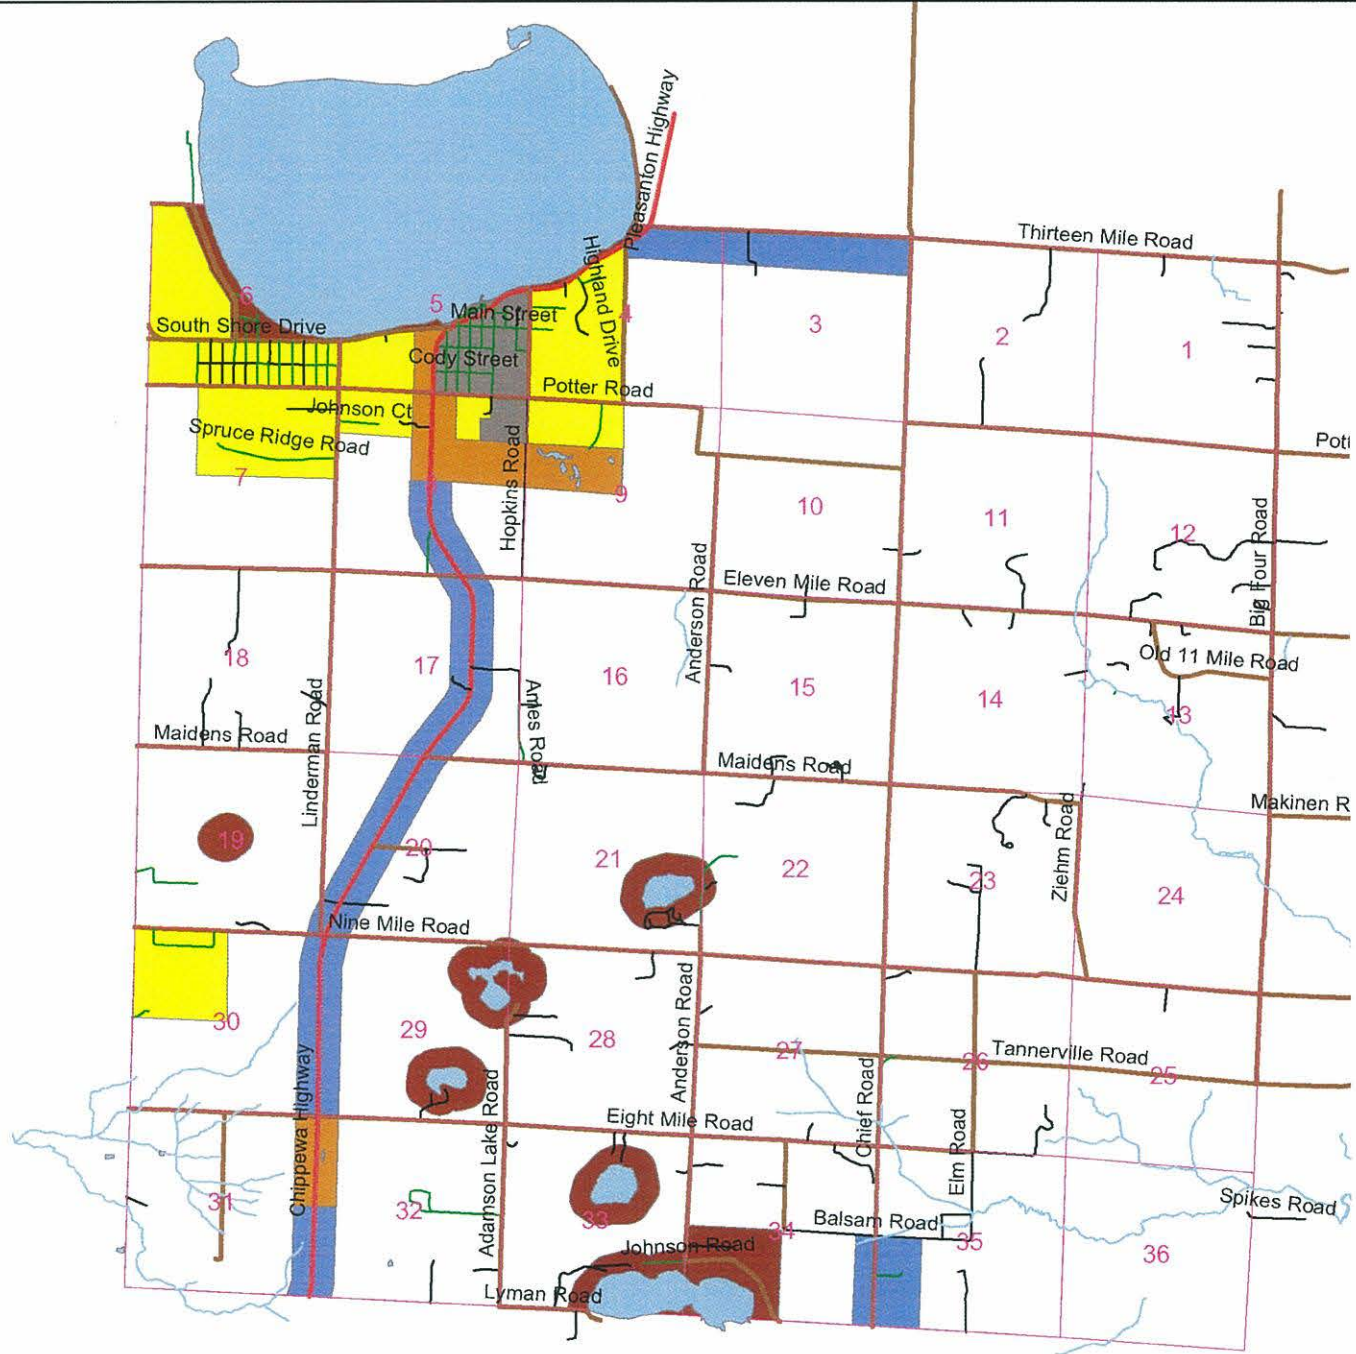 Pleasanton Highway
Thirteen Mile Road
Highland Drive
6
5
Main Street
4
3
2
1
South Shore Drive
Cody Street
Potter Road
Johnson Ct
Spruce Ridge Road
Pott
7
8
Hopkins Road
9
10
11
12
Big Four Road
Anderson Road
Eleven Mile Road
18
17
16
15
14
Old 11 Mile Road
13
Linderman Road
Ames Road
Maidens Road
Maidens Road
Makinen R
19
20
21
22
23
Ziehm Road
24
Nine Mile Road
30
29
28
Anderson Road
27
26
Tannerville Road
25
Chippewa Highway
Adamson Lake Road
Eight Mile Road
Chief Road
Elm Road
31
32
33
34
Balsam Road
35
36
Spikes Road
Johnson Road
Lyman Road